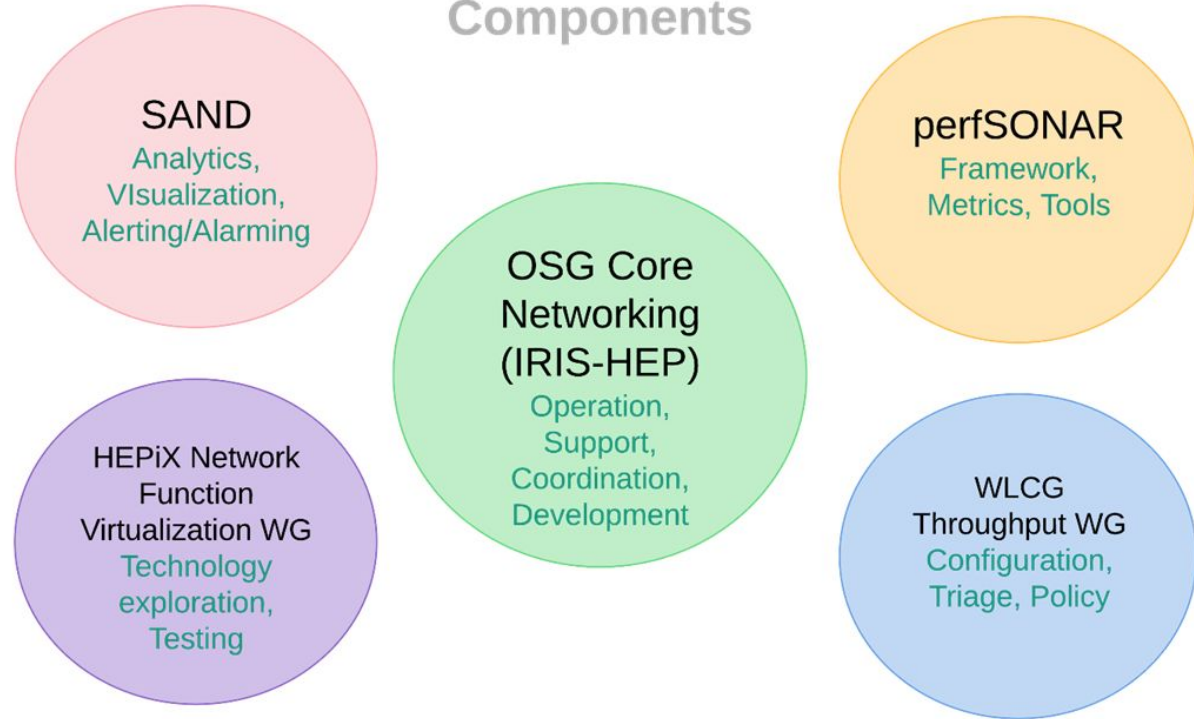 Components
SAND
Analytics,
VIsualization,
Alerting/Alarming
perfSONAR
Framework,
Metrics, Tools
OSG Core
Networking
(IRIS-HEP)
Operation,
Support,
Coordination,
Development
HEPiX Network
Function
Virtualization WG
Technology
exploration,
Testing
WLCG
Throughput WG
Configuration,
Triage, Policy